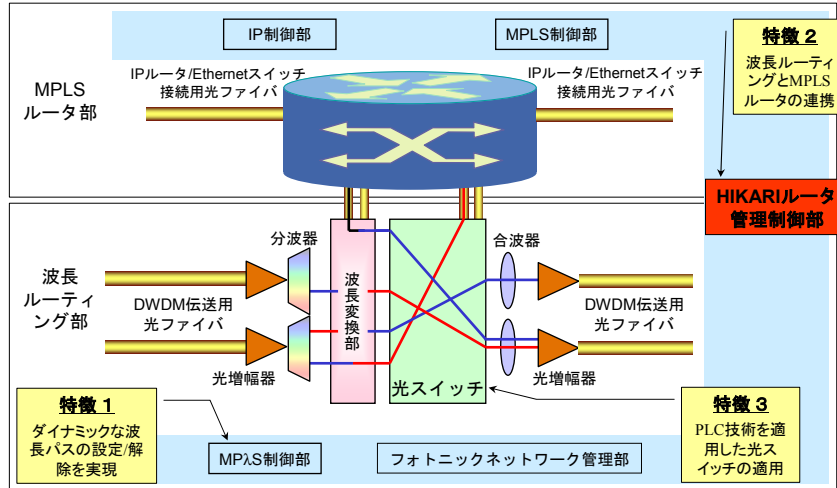 IP制御部
MPLS制御部
特徴2
波長ルーティ
ングとMPLS
ルータの連携
MPLS
ルータ部
IPルータ/Ethernetスイッチ
接続用光ファイバ
IPルータ/Ethernetスイッチ
接続用光ファイバ
HIKARIルータ
管理制御部
波長
ルーティ
ング部
DWDM伝送用
光ファイバ
分波器
光増幅器
波長変換部
光スイッチ
合波器
光増幅器
DWDM伝送用
光ファイバ
特徴1
ダイナミックな波
長パスの設定/解
除を実現
特徴3
PLC技術を適
用した光ス
イッチの適用
MPλS制御部
フォトニックネットワーク管理部